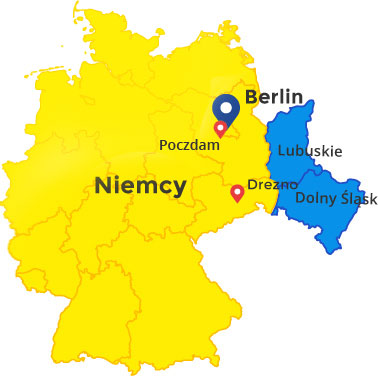 Berlin
Poczdam
Lubuskie
Niemcy
Drezno
Dolny Śląsk